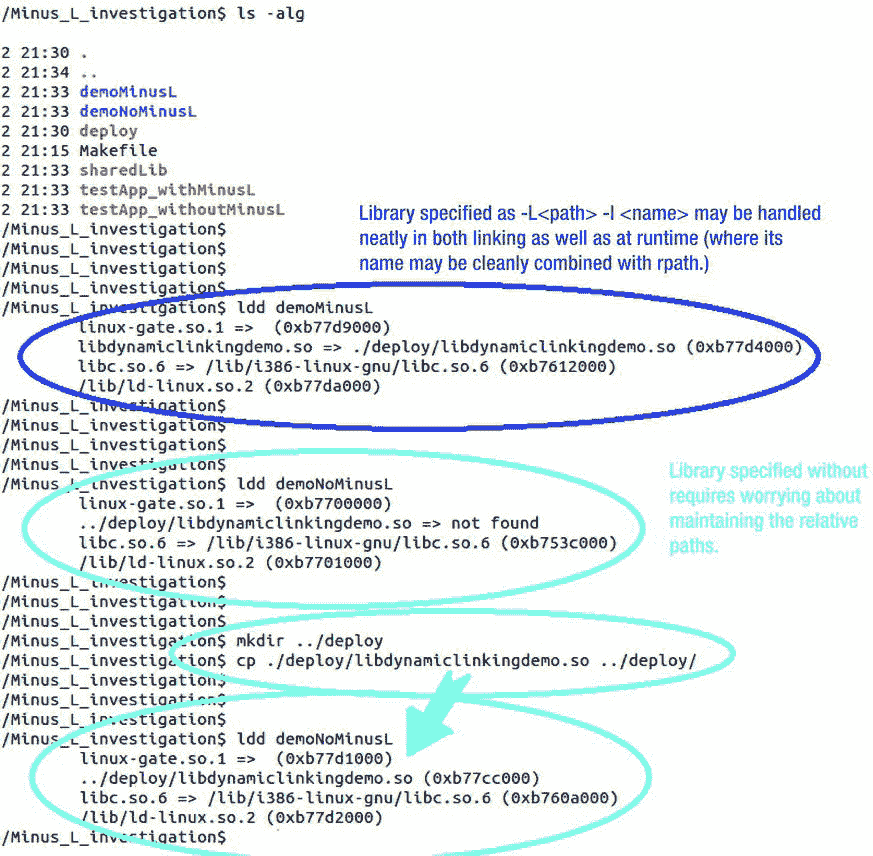 /Minus_L_investigation$ ls -alg
2 21:30 .
2 21:34 ..
2 21:33 demoMinusL
2 21:33 demoNoMinusL
2 21:30 deploy
2 21:15 Makefile
2 21:33 sharedLib
2 21:33 testApp_withMinusL
2 21:33 testApp_withoutMinusL
/Minus_L_investigation$
/Minus_L_investigation$
/Minus_L_investigation$
/Minus_L_investigation$
Library specified as -L<path> -l <name> may be handled
neatly in both linking as well as at runtime (where its
name may be cleanly combined with rpath.)
/Minus_L_investigation$ ldd demoMinusL
linux-gate.so.1 => (0xb77d9000)
libdynamiclinkingdemo.so => ./deploy/libdynamiclinkingdemo.so (0xb77d4000)
libc.so.6 => /lib/i386-linux-gnu/libc.so.6 (0xb7612000)
/lib/ld-linux.so.2 (0xb77da000)
/Minus_L_investigation$
/Minus_L_investigation$
/Minus_L_investigation$
/Minus_L_investigation$
/Minus_L_investigation$ ldd demoNoMinusL
linux-gate.so.1 => (0xb7700000)
../deploy/libdynamiclinkingdemo.so => not found
libc.so.6 => /lib/i386-linux-gnu/libc.so.6 (0xb753c000)
/lib/ld-linux.so.2 (0xb7701000)
Library specified without
requires worrying about
maintaining the relative
paths.
/Minus_L_investigation$
/Minus_L_investigation$
/Minus_L_investigation$
/Minus_L_investigation$ mkdir ../deploy
/Minus_L_investigation$ cp ./deploy/libdynamiclinkingdemo.so ../deploy/
/Minus_L_investigation$
/Minus_L_investigation$
/Minus_L_investigation$
/Minus_L_investigation$ ldd demoNoMinusL
linux-gate.so.1 => (0xb77d1000)
../deploy/libdynamiclinkingdemo.so (0xb77cc000)
libc.so.6 => /lib/i386-linux-gnu/libc.so.6 (0xb760a000)
/lib/ld-linux.so.2 (0xb77d2000)
/Minus_L_investigation$